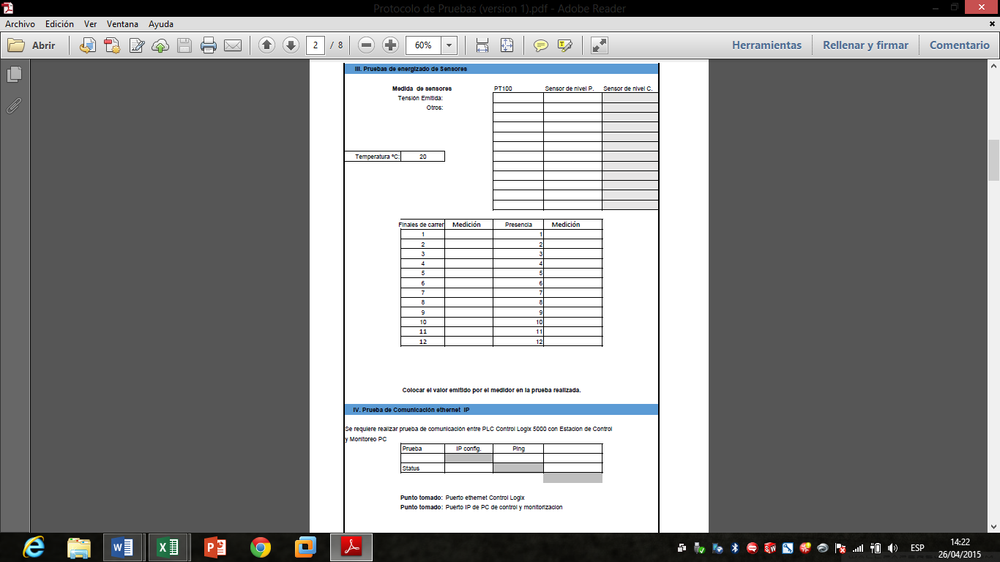 Protocolo de Pruebas (version 1).pdf - Adobe Reader
Archivo Edición Ver Ventana Ayuda
Abrir 2 / 8 60% Herramientas Rellenar y firmar Comentario
III. Pruebas de energizado de Sensores
Medida de sensores PT100 Sensor de nivel P. Sensor de nivel C.
Tensión Emitida:
Otros:
Temperatura ºC: 20
Finales de carrer Medición Presencia Medición
1 1
2 2
3 3
4 4
5 5
6 6
7 7
8 8
9 9
10 10
11 11
12 12
Colocar el valor emitido por el medidor en la prueba realizada.
IV. Prueba de Comunicación ethernet IP
Se requiere realizar prueba de comunicación entre PLC Control Logix 5000 con Estacion de Control
y Monitoreo PC
Prueba IP config. Ping
Status
Punto tomado: Puerto ethernet Control Logix
Punto tomado: Puerto IP de PC de control y monitorizacion
ESP
14:22
26/04/2015